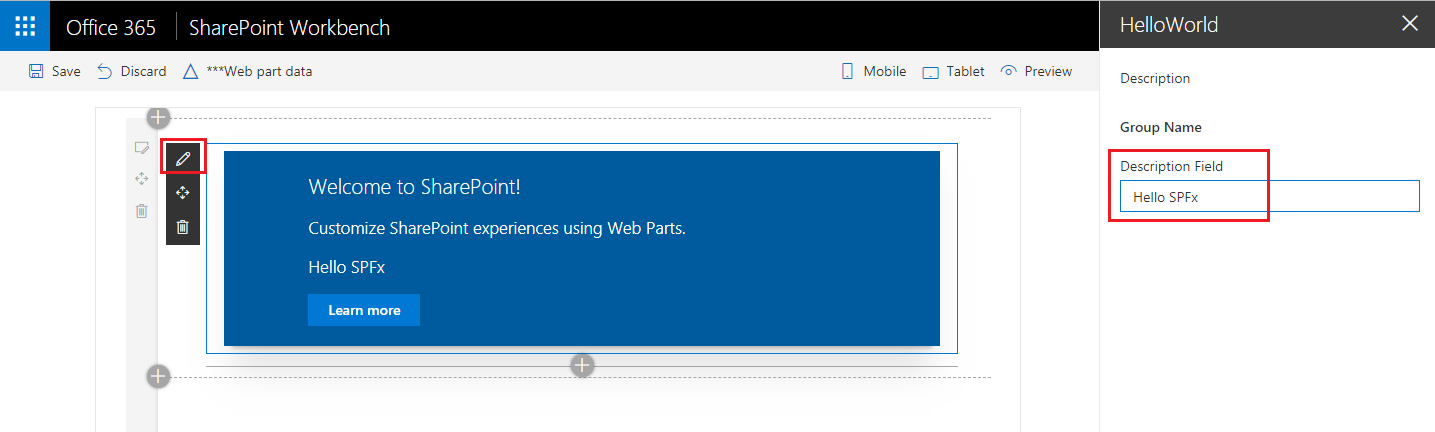 Office 365 SharePoint Workbench
HelloWorld
Save Discard ***Web part data Mobile Tablet Preview
Description
Group Name
Description Field
Hello SPFx
Welcome to SharePoint!
Customize SharePoint experiences using Web Parts.
Hello SPFx
Learn more